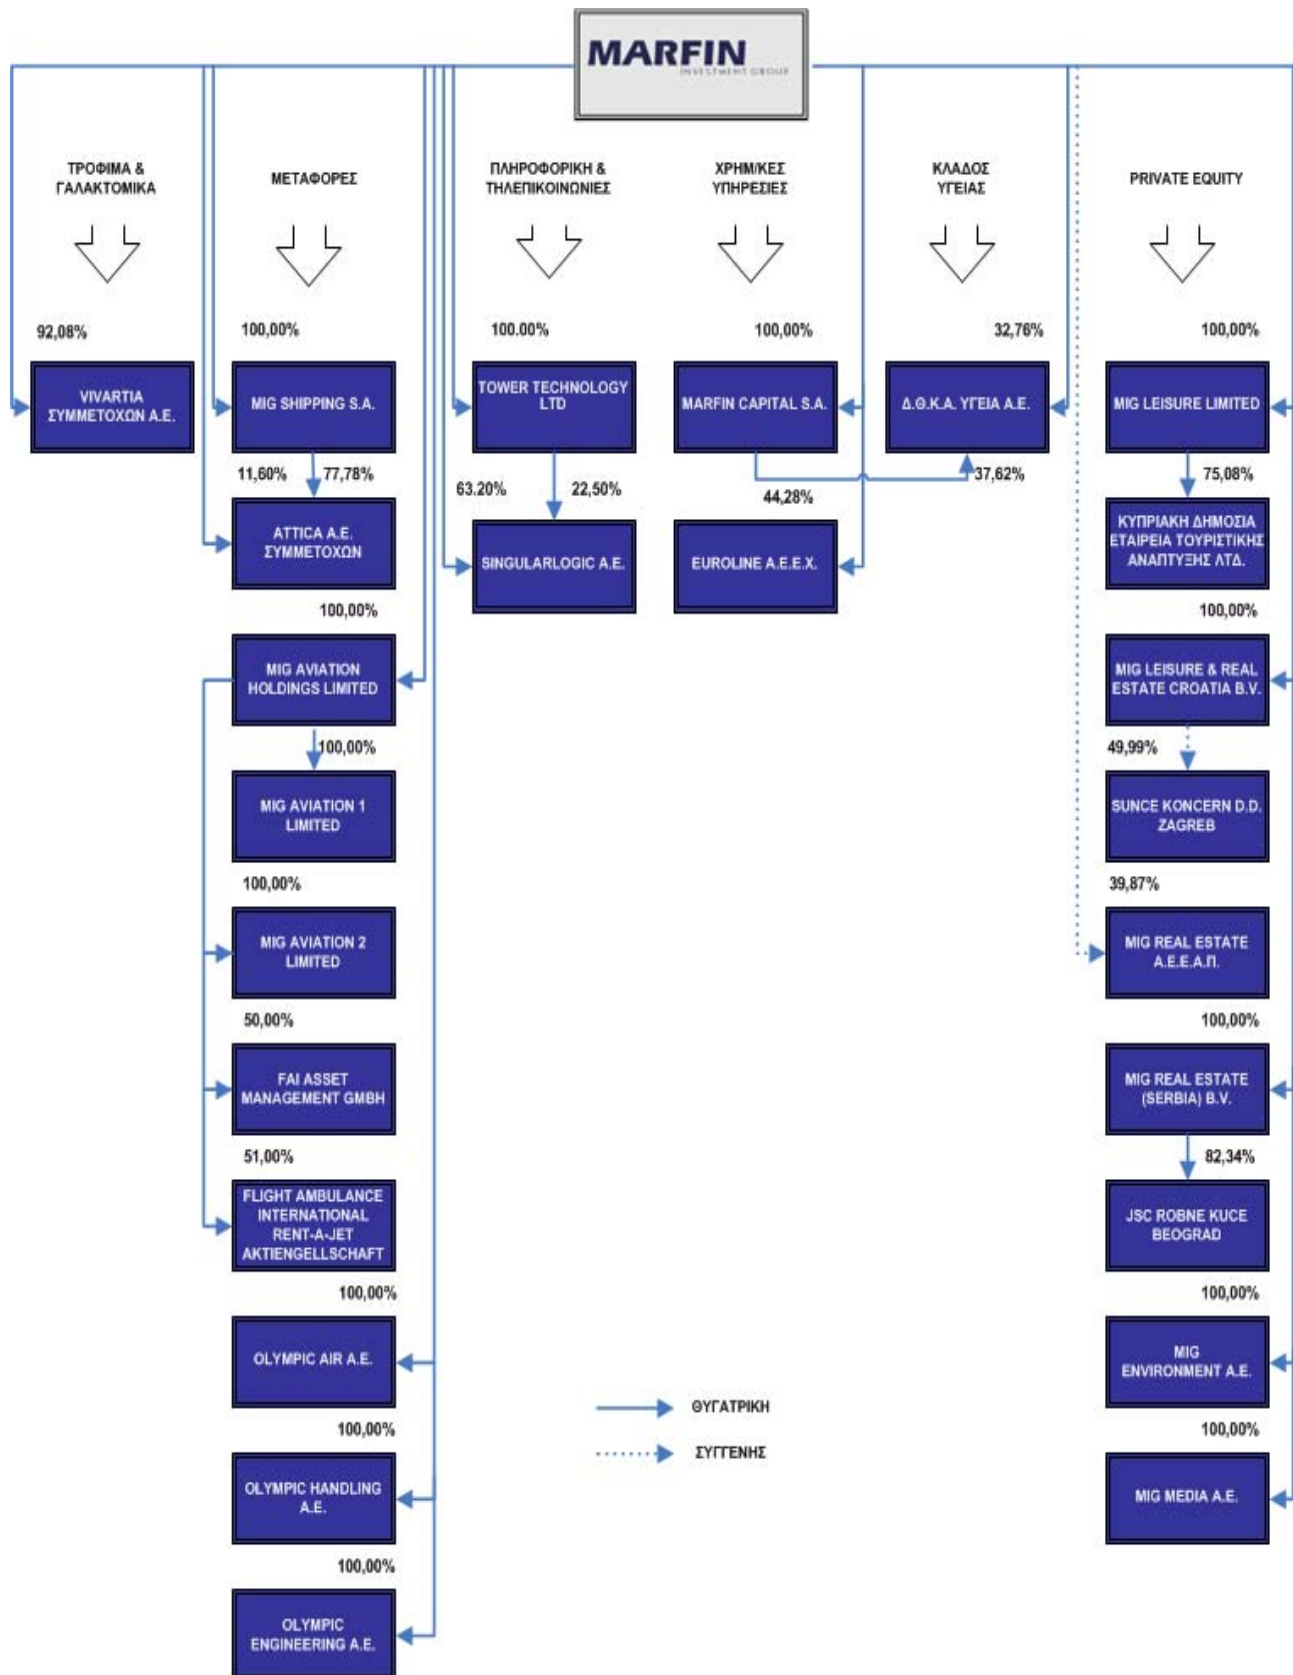 MARFIN
INVESTMENT GROUP
ΤΡΟΦΙΜΑ &
ΓΑΛΑΚΤΟΜΙΚΑ
92,08%
VIVARTIA
ΣΥΜΜΕΤΟΧΩΝ Α.Ε.
ΜΕΤΑΦΟΡΕΣ
100,00%
MIG SHIPPING S.A.
11,60%
77,78%
ATTICA A.E.
ΣΥΜΜΕΤΟΧΩΝ
100,00%
MIG AVIATION
HOLDINGS LIMITED
100,00%
MIG AVIATION 1
LIMITED
100,00%
MIG AVIATION 2
LIMITED
50,00%
FAI ASSET
MANAGEMENT GMBH
51,00%
FLIGHT AMBULANCE
INTERNATIONAL
RENT-A-JET
AKTIENGELLSCHAFT
100,00%
OLYMPIC AIR A.E.
100,00%
OLYMPIC HANDLING
A.E.
100,00%
OLYMPIC
ENGINEERING A.E.
ΠΛΗΡΟΦΟΡΙΚΗ &
ΤΗΛΕΠΙΚΟΙΝΩΝΙΕΣ
100.00%
TOWER TECHNOLOGY
LTD
63.20%
22,50%
SINGULARLOGIC A.E.
ΧΡΗΜ/ΚΕΣ
ΥΠΗΡΕΣΙΕΣ
100,00%
MARFIN CAPITAL S.A.
44,28%
EUROLINE A.E.E.X.
ΚΛΑΔΟΣ
ΥΓΕΙΑΣ
32,76%
Δ.Θ.Κ.Α. ΥΓΕΙΑ Α.Ε.
37,62%
PRIVATE EQUITY
100,00%
MIG LEISURE LIMITED
75,08%
ΚΥΠΡΙΑΚΗ ΔΗΜΟΣΙΑ
ΕΤΑΙΡΕΙΑ ΤΟΥΡΙΣΤΙΚΗΣ
ΑΝΑΠΤΥΞΗΣ ΛΤΔ.
100,00%
MIG LEISURE & REAL
ESTATE CROATIA B.V.
49,99%
SUNCE KONCERN D.D.
ZAGREB
39,87%
MIG REAL ESTATE
Α.Ε.Ε.Α.Π.
100,00%
MIG REAL ESTATE
(SERBIA) B.V.
82,34%
JSC ROBNE KUCE
BEOGRAD
100,00%
MIG
ENVIRONMENT A.E.
100,00%
MIG MEDIA A.E.
ΘΥΓΑΤΡΙΚΗ
ΣΥΓΓΕΝΗΣ